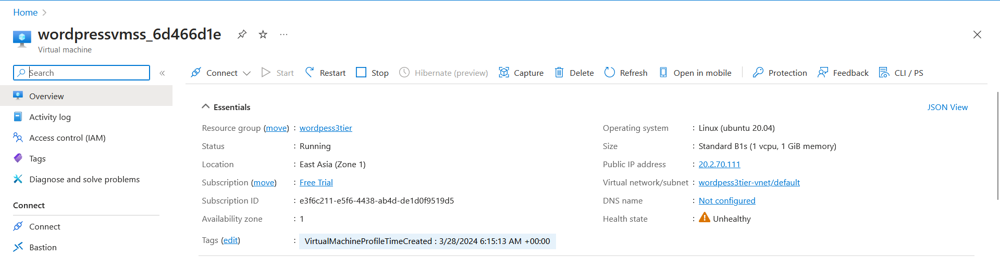 Home
wordpressvmss_6d466d1e
Virtual machine
Search
Connect Start Restart Stop Hibernate (preview) Capture Delete Refresh Open in mobile Protection Feedback CLI / PS
Overview
Activity log
Access control (IAM)
Tags
Diagnose and solve problems
Connect
Connect
Bastion
Essentials
JSON View
Resource group (move) : wordpess3tier
Status : Running
Location : East Asia (Zone 1)
Subscription (move) : Free Trial
Subscription ID : e3f6c211-e5f6-4438-ab4d-de1d0f9519d5
Availability zone : 1
Operating system : Linux (ubuntu 20.04)
Size : Standard B1s (1 vcpu, 1 GiB memory)
Public IP address : 20.2.70.111
Virtual network/subnet : wordpess3tier-vnet/default
DNS name : Not configured
Health state : Unhealthy
Tags (edit) : VirtualMachineProfileTimeCreated : 3/28/2024 6:15:13 AM +00:00